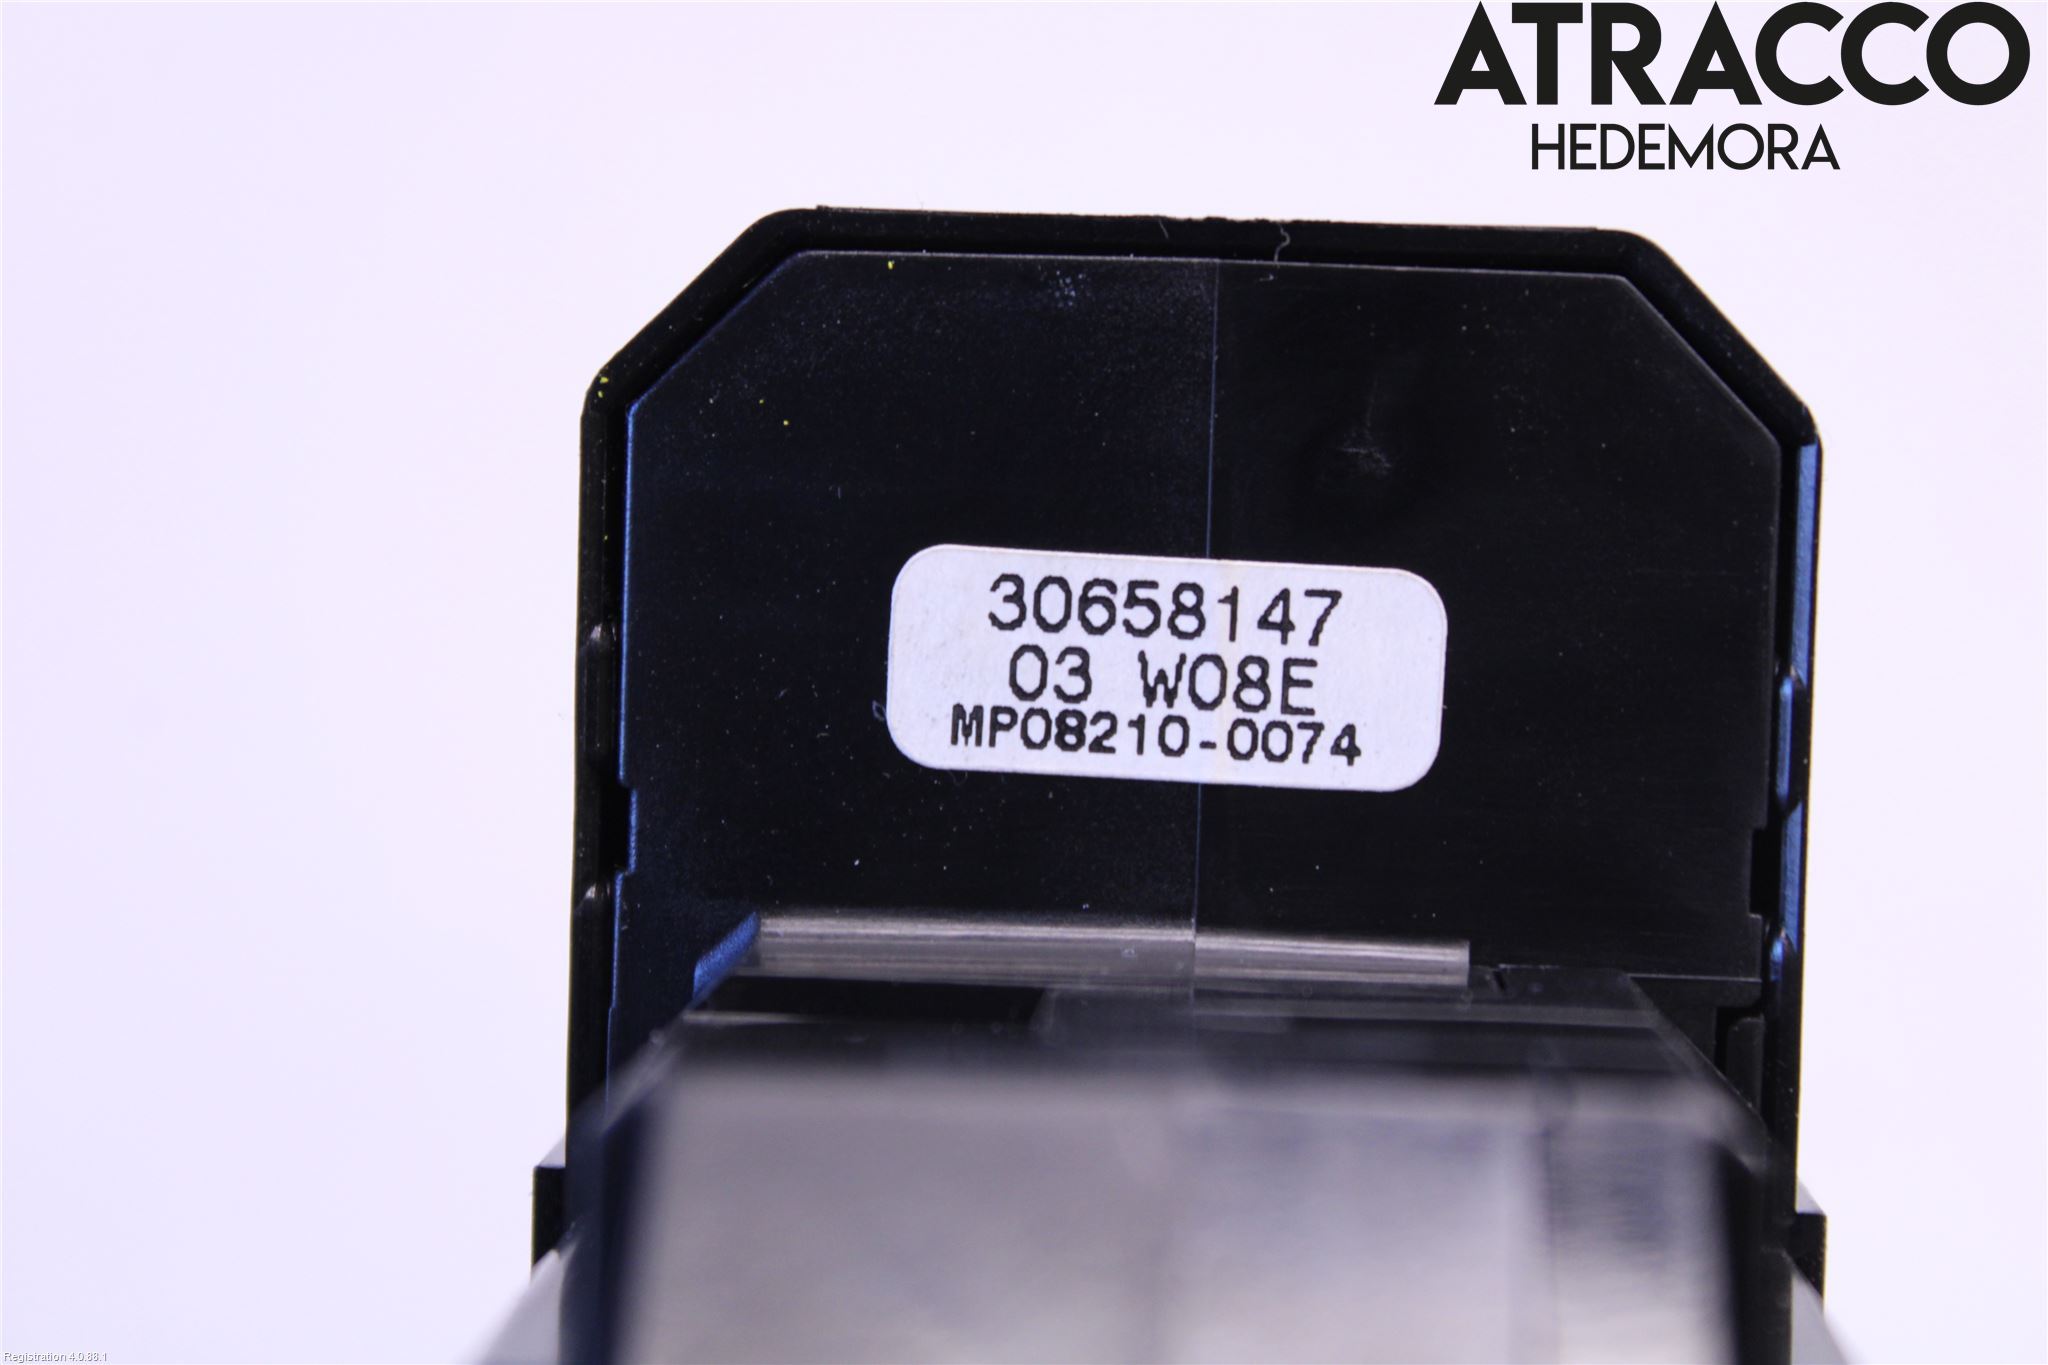 ATRACCO
HEDEMORA
30658147
03 W08E
MP08210-0074
Registration 4.0.88.1